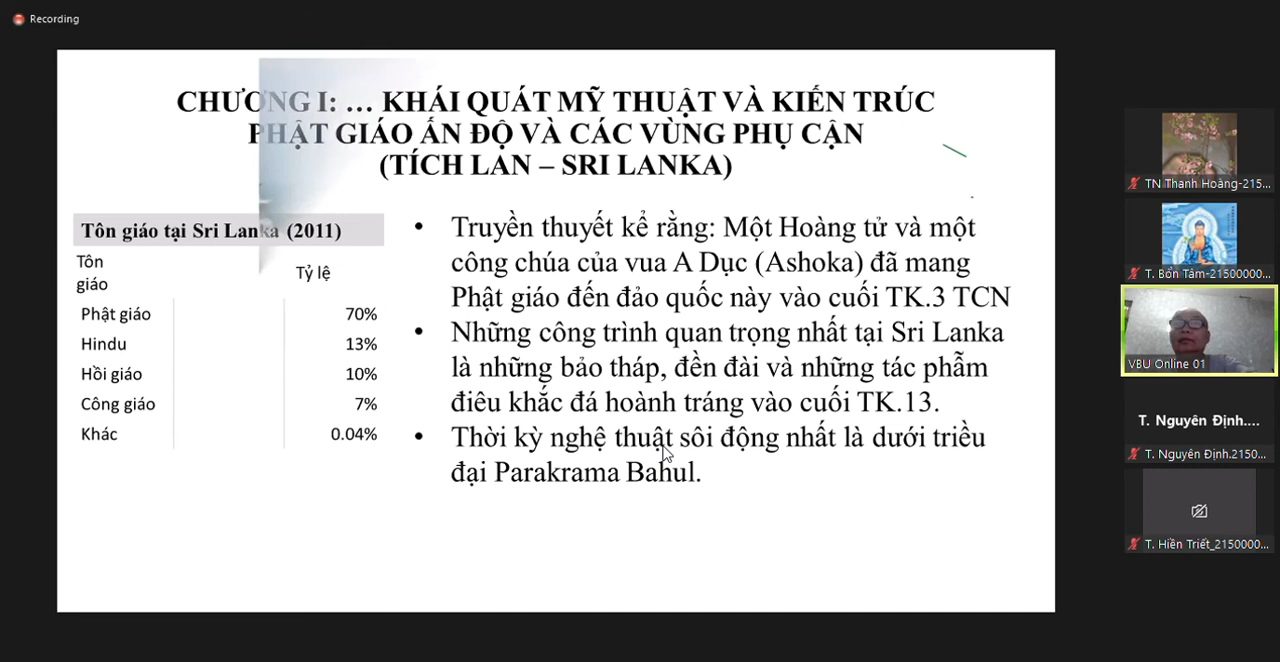 Recording
CHƯƠNG I: … KHÁI QUÁT MỸ THUẬT VÀ KIẾN TRÚC
PHẬT GIÁO ẤN ĐỘ VÀ CÁC VÙNG PHỤ CẬN
(TÍCH LAN – SRI LANKA)
Tôn giáo tại Sri Lanka (2011)
Tôn
giáo
Tỷ lệ
Phật giáo 70%
Hindu 13%
Hồi giáo 10%
Công giáo 7%
Khác 0.04%
• Truyền thuyết kể rằng: Một Hoàng tử và một
công chúa của vua A Dục (Ashoka) đã mang
Phật giáo đến đảo quốc này vào cuối TK.3 TCN
• Những công trình quan trọng nhất tại Sri Lanka
là những bảo tháp, đền đài và những tác phẩm
điêu khắc đá hoành tráng vào cuối TK.13.
• Thời kỳ nghệ thuật sôi động nhất là dưới triều
đại Parakrama Bahul.
TN Thanh Hoàng-215...
T. Bổn Tâm-21500000...
VBU Online 01
T. Nguyên Định....
T. Nguyên Định.2150...
T. Hiền Triết_2150000...